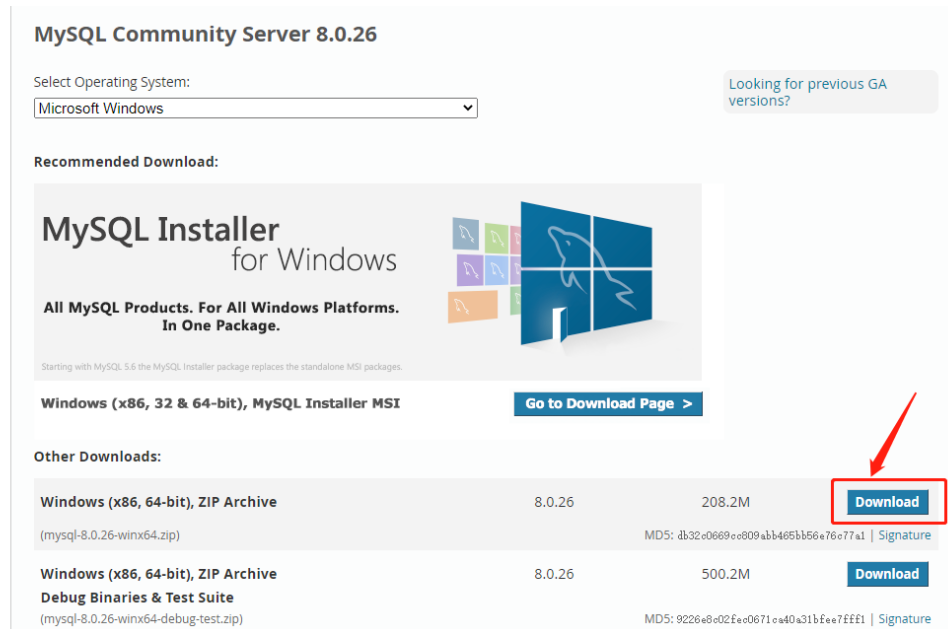 MySQL Community Server 8.0.26
Select Operating System:
Looking for previous GA
versions?
Microsoft Windows
Recommended Download:
MySQL Installer
for Windows
All MySQL Products. For All Windows Platforms.
In One Package.
Starting with MySQL 5.6 the MySQL Installer package replaces the standalone MSI packages.
Windows (x86, 32 & 64-bit), MySQL Installer MSI Go to Download Page >
Other Downloads:
Windows (x86, 64-bit), ZIP Archive 8.0.26 208.2M Download
(mysql-8.0.26-winx64.zip) MD5: db32c0669cc809abb465bb56e76c77a1 | Signature
Windows (x86, 64-bit), ZIP Archive 8.0.26 500.2M Download
Debug Binaries & Test Suite
(mysql-8.0.26-winx64-debug-test.zip) MD5: 9226e8c02fec0671ca40a31bfee7fff1 | Signature